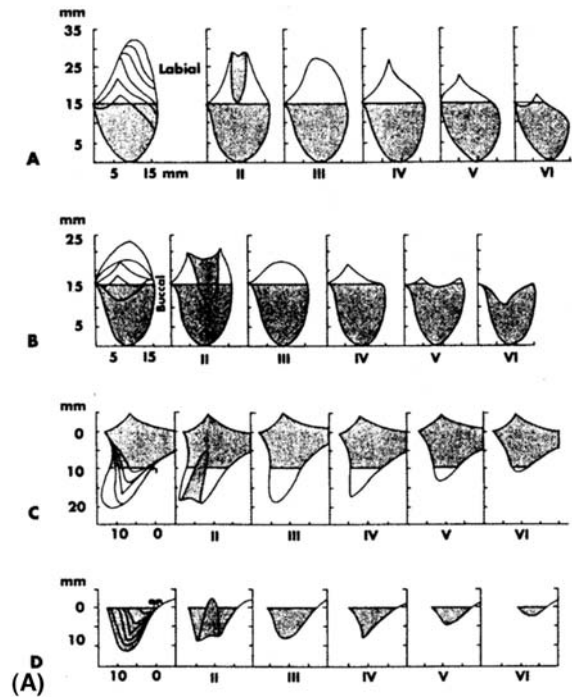 mm
35
25
15
5
Labial
A
5 15 mm II III IV V VI
mm
25
15
5
Buccal
B
5 15 II III IV V VI
mm
0
10
20
C
10 0 II III IV V VI
mm
0
10
D
10 0 II III IV V VI
(A)